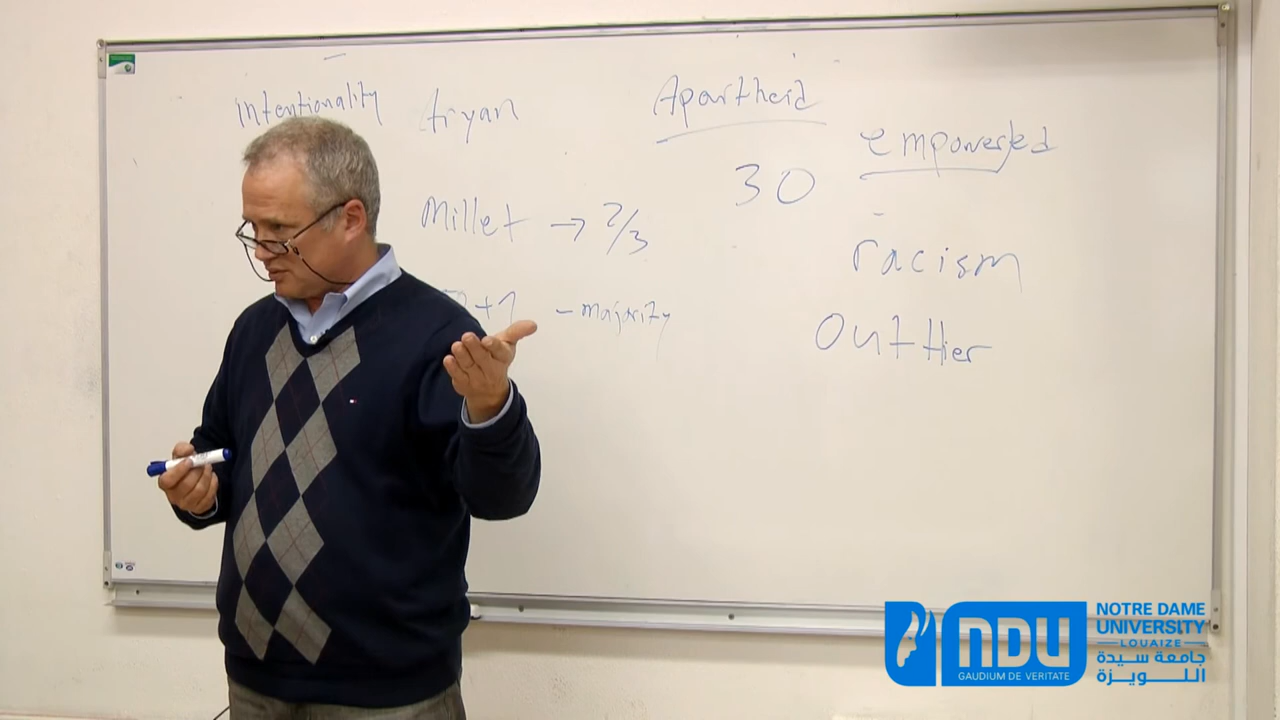 Intentionality Aryan Apartheid
empowerted
30
Millet → 2/3
racism
+1 - majority
outlier
NDU
GAUDIUM DE VERITATE
NOTRE DAME
UNIVERSITY
LOUAIZE
جامعة سيدة
اللويزة